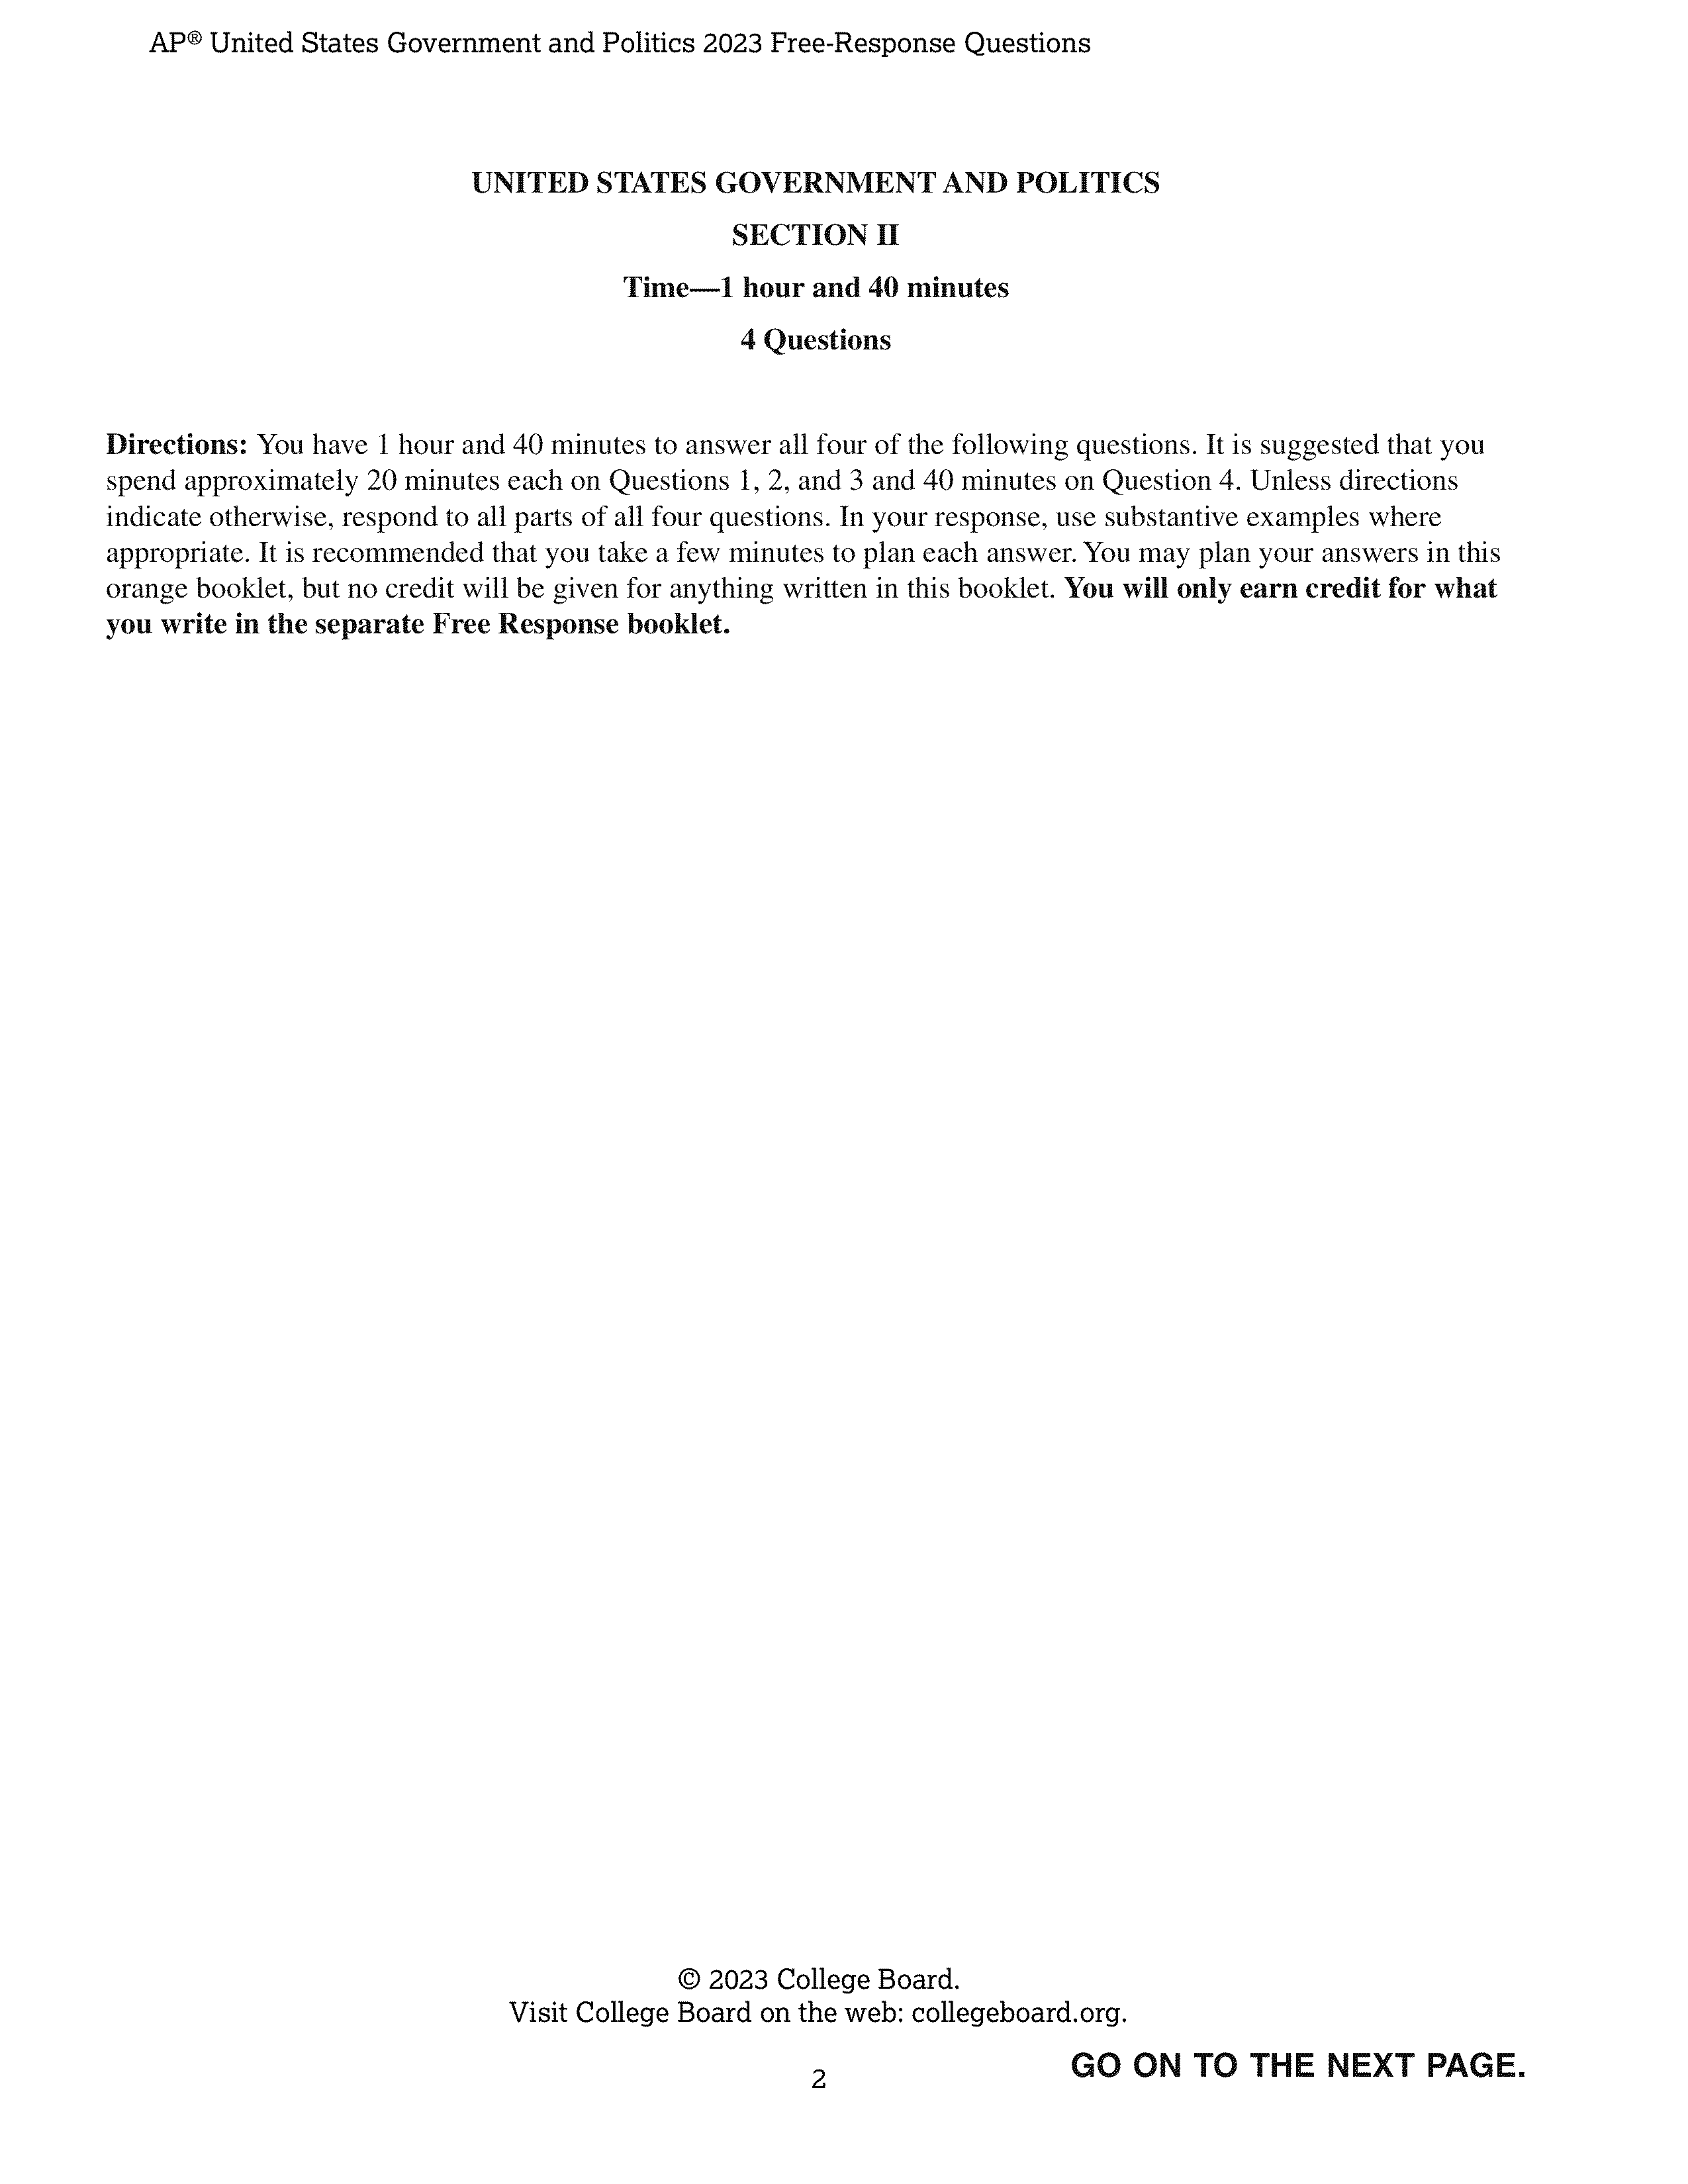 AP® United States Government and Politics 2023 Free-Response Questions
UNITED STATES GOVERNMENT AND POLITICS
SECTION II
Time—1 hour and 40 minutes
4 Questions
Directions: You have 1 hour and 40 minutes to answer all four of the following questions. It is suggested that you
spend approximately 20 minutes each on Questions 1, 2, and 3 and 40 minutes on Question 4. Unless directions
indicate otherwise, respond to all parts of all four questions. In your response, use substantive examples where
appropriate. It is recommended that you take a few minutes to plan each answer. You may plan your answers in this
orange booklet, but no credit will be given for anything written in this booklet. You will only earn credit for what
you write in the separate Free Response booklet.
© 2023 College Board.
Visit College Board on the web: collegeboard.org.
GO ON TO THE NEXT PAGE.
2